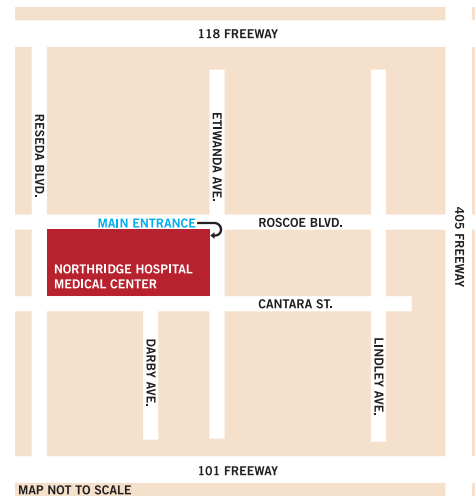 118 FREEWAY
RESEDA BLVD.
ETIWANDA AVE.
MAIN ENTRANCE
ROSCOE BLVD.
405 FREEWAY
NORTHRIDGE HOSPITAL
MEDICAL CENTER
CANTARA ST.
DARBY AVE.
LINDLEY AVE.
101 FREEWAY
MAP NOT TO SCALE